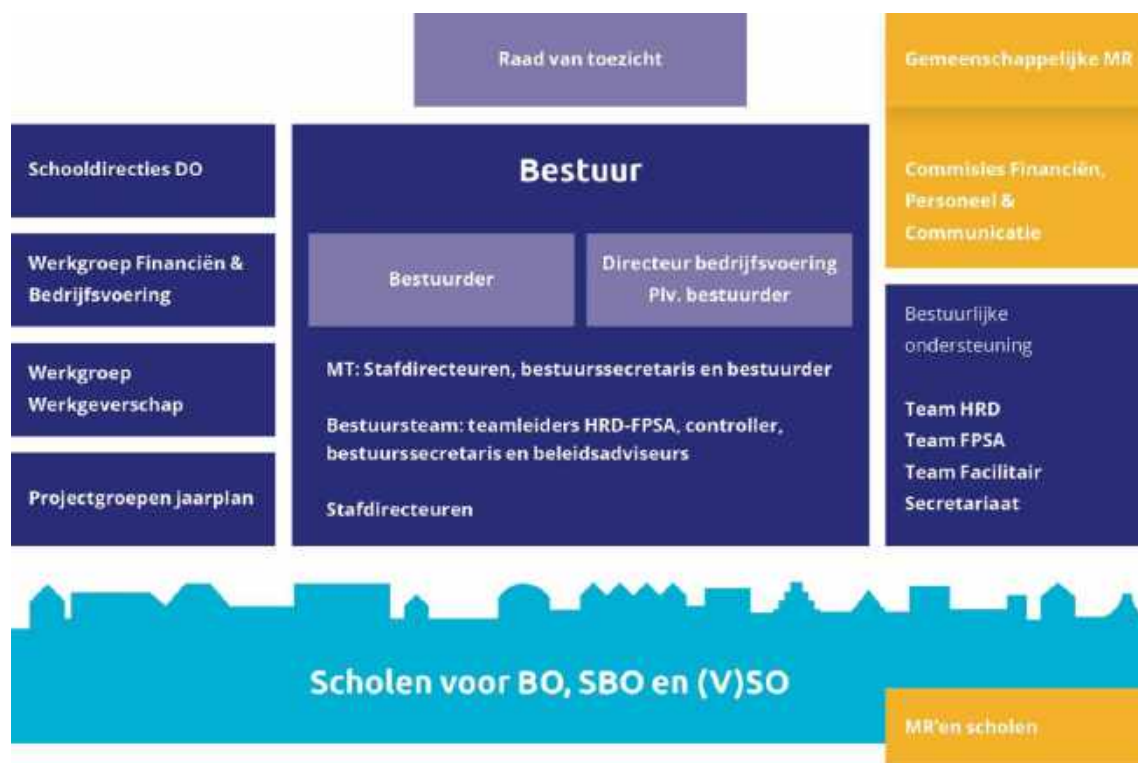 Raad van toezicht
Gemeenschappelijke MR
Schooldirecties DO
Werkgroep Financiën &
Bedrijfsvoering
Werkgroep
Werkgeverschap
Projectgroepen jaarplan
Bestuur
Bestuurder
Directeur bedrijfsvoering
Plv. bestuurder
MT: Stafdirecteuren, bestuurssecretaris en bestuurder
Bestuursteam: teamleiders HRD-FPSA, controller,
bestuurssecretaris en beleidsadviseurs
Stafdirecteuren
Commisies Financiën,
Personeel &
Communicatie
Bestuurlijke
ondersteuning
Team HRD
Team FPSA
Team Facilitair
Secretariaat
Scholen voor BO, SBO en (V)SO
MR'en scholen